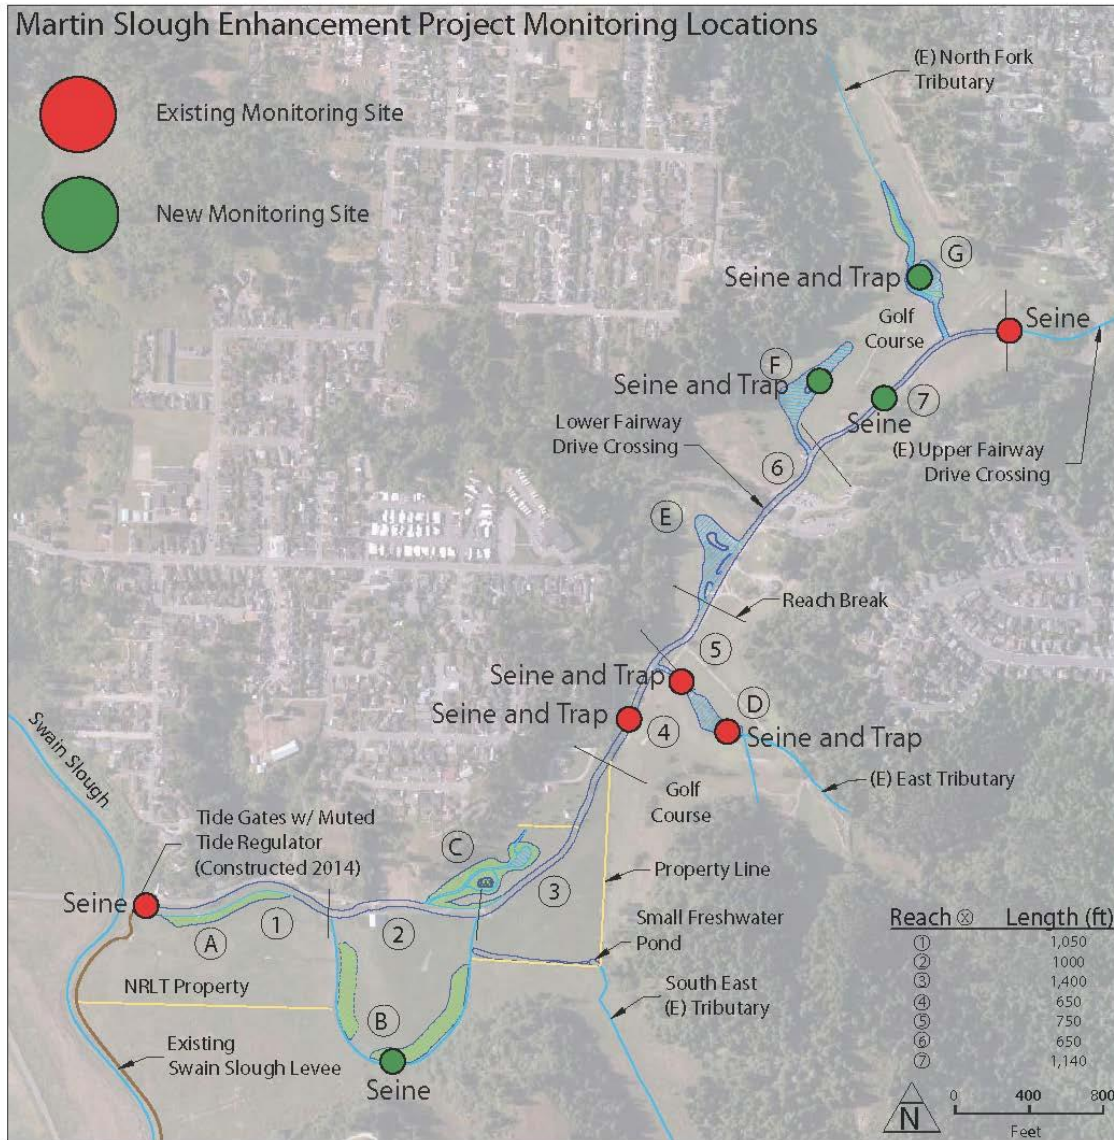 Martin Slough Enhancement Project Monitoring Locations
Existing Monitoring Site
New Monitoring Site
(E) North Fork
Tributary
G
Seine and Trap
Golf
Course
Seine
F
Seine and Trap
7
Seine
Lower Fairway
Drive Crossing
(E) Upper Fairway
Drive Crossing
6
E
Reach Break
5
Seine and Trap
Seine and Trap
4
D
Seine and Trap
Swain Slough
(E) East Tributary
Golf
Course
Tide Gates w/ Muted
Tide Regulator
(Constructed 2014)
C
Property Line
3
Seine
A
1
2
Small Freshwater
Pond
NRLT Property
South East
(E) Tributary
B
Existing
Swain Slough Levee
Seine
Reach ⓧ Length (ft)
① 1,050
② 1000
③ 1,400
④ 650
⑤ 750
⑥ 650
⑦ 1,140
N
0 400 800
Feet